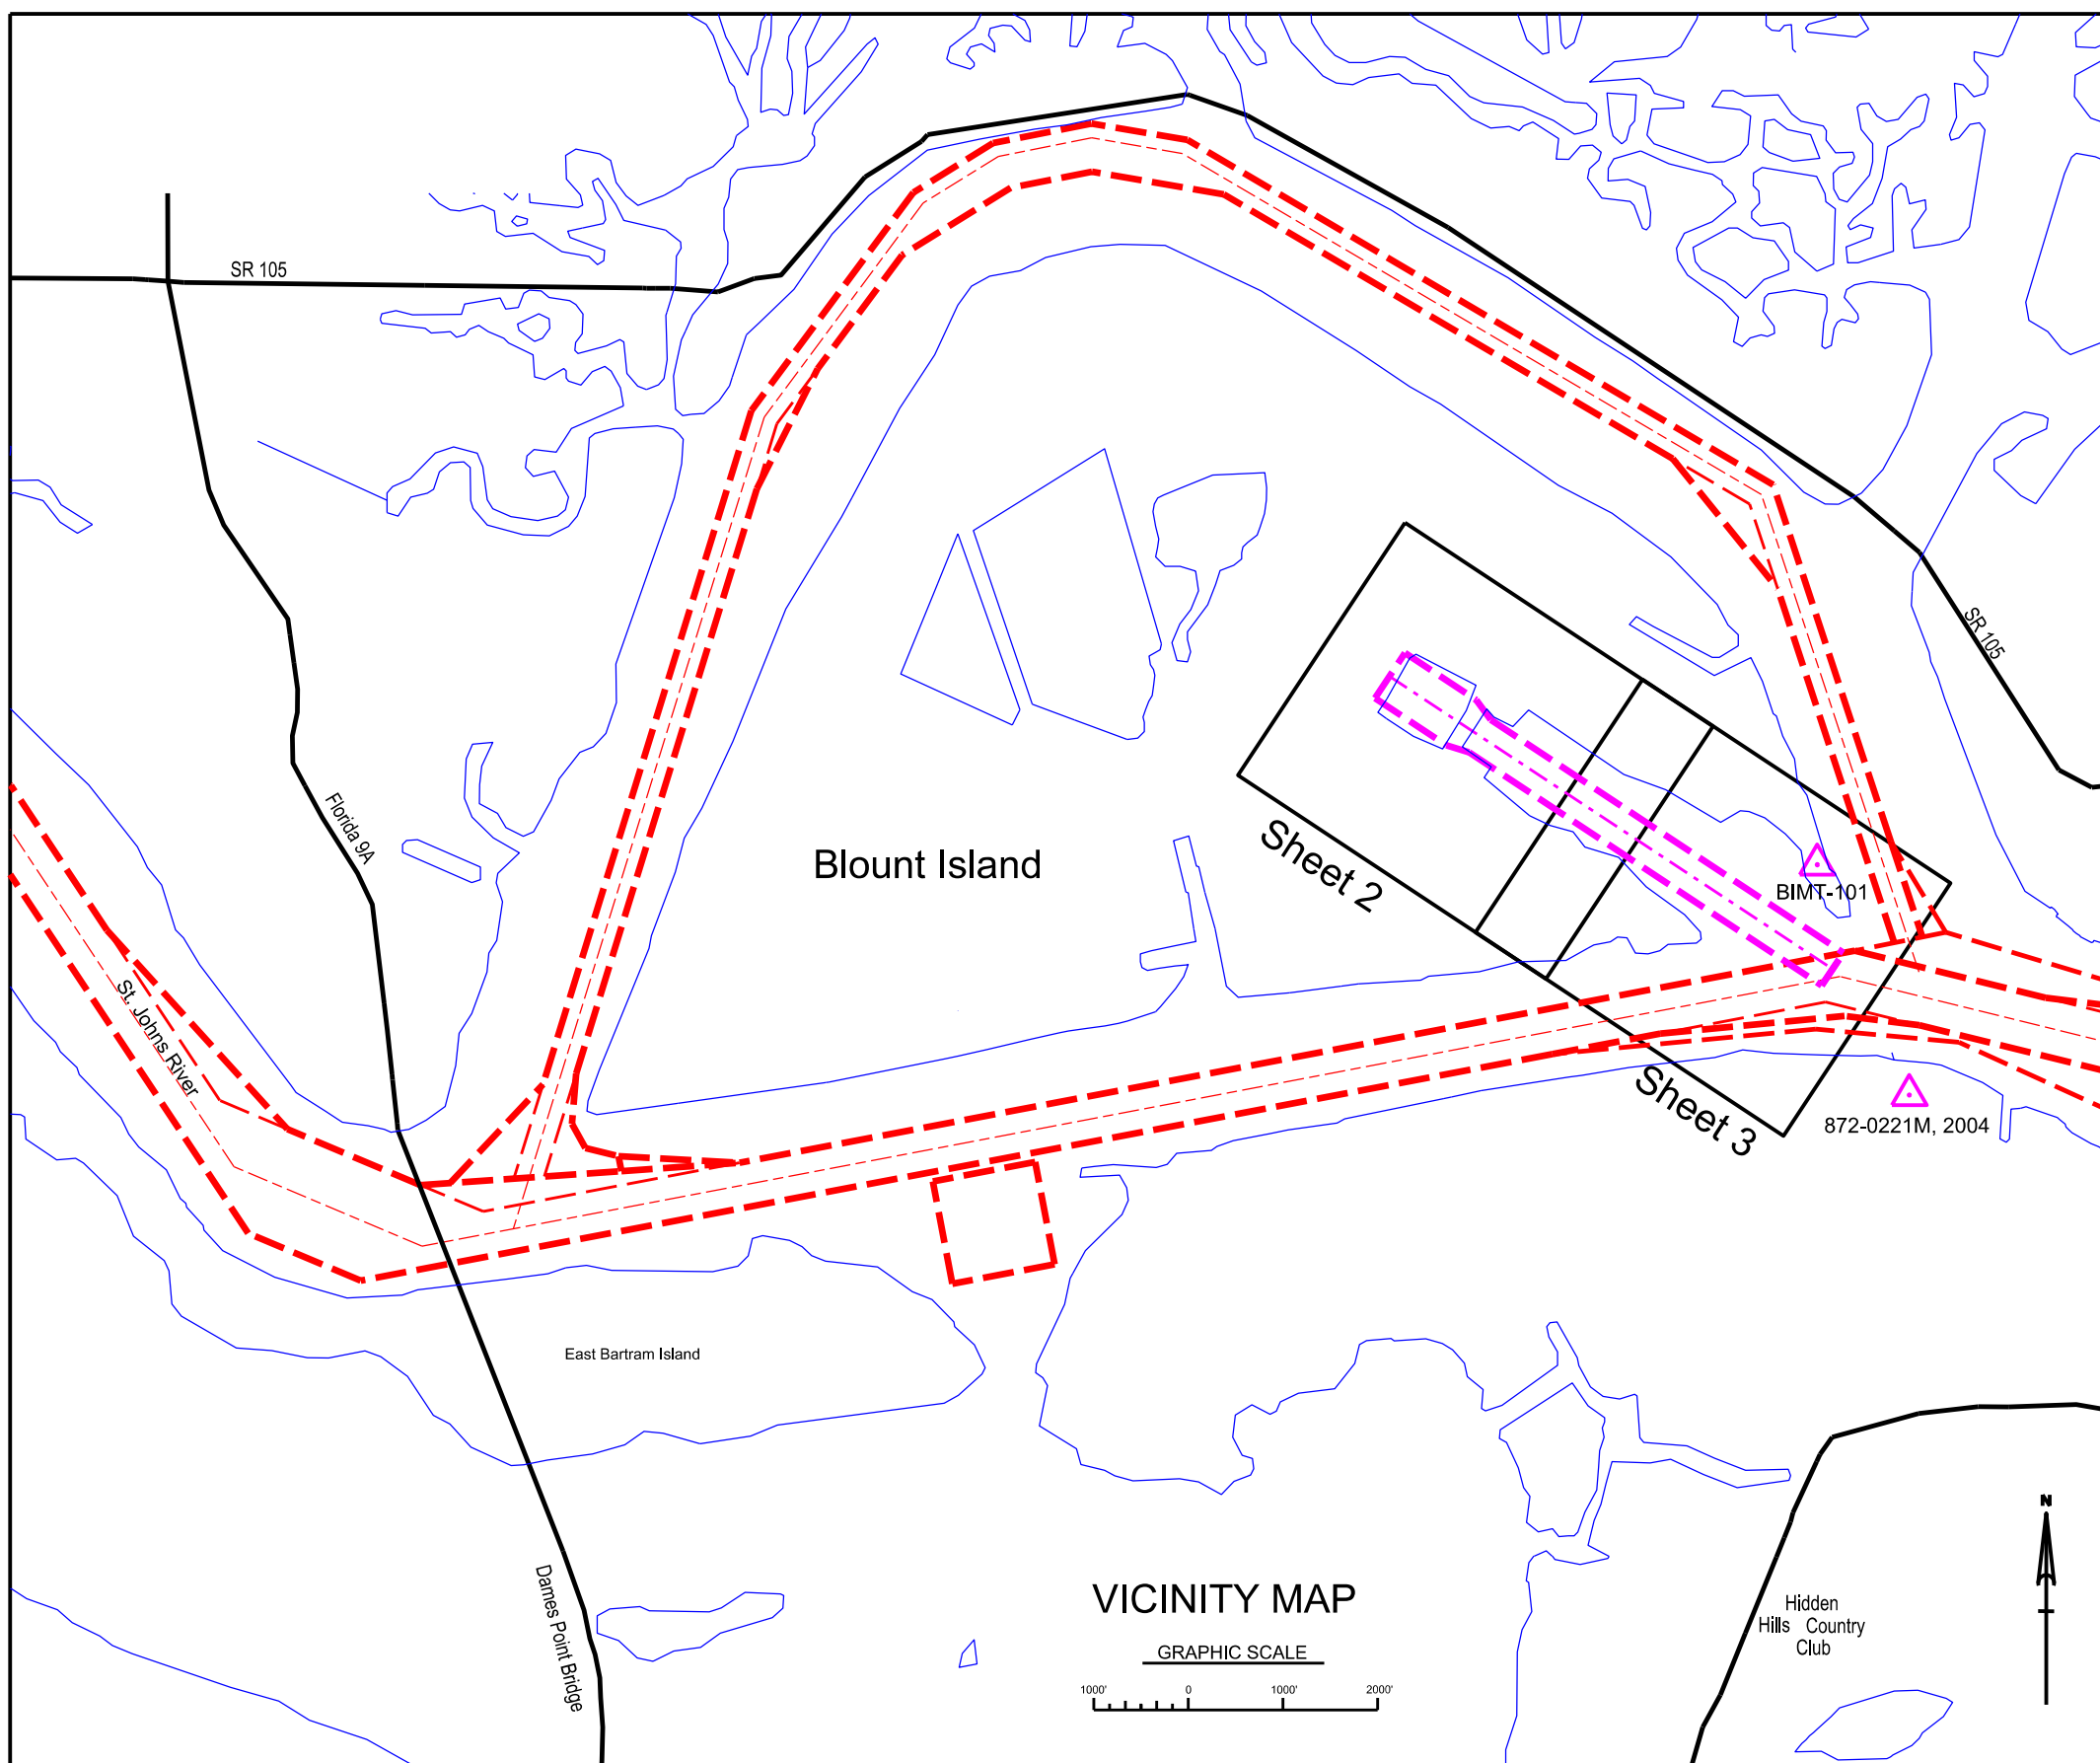 SR 105
SR 105
Florida 9A
Blount Island
Sheet 2
BIMT-101
St. Johns River
Sheet 3
872-0221M, 2004
East Bartram Island
Dames Point Bridge
VICINITY MAP
GRAPHIC SCALE
1000' 0 1000' 2000'
N
Hidden
Hills Country
Club